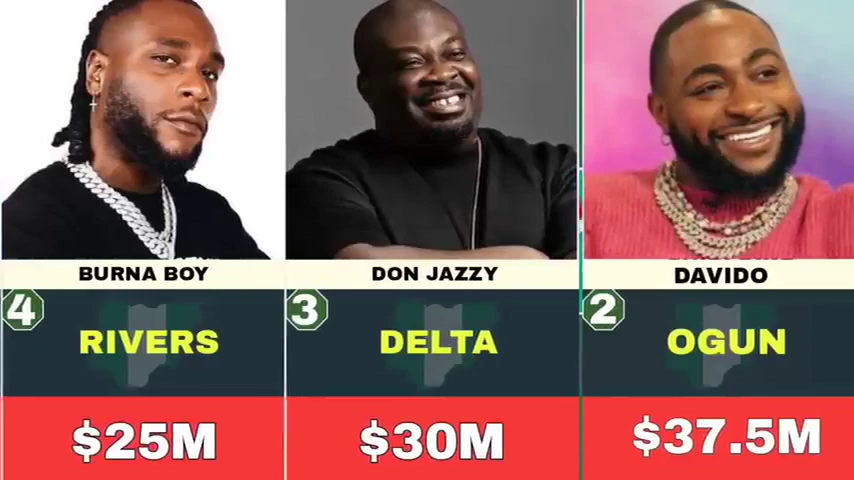 BURNA BOY
4
RIVERS
$25M
DON JAZZY
3
DELTA
$30M
DAVIDO
2
OGUN
$37.5M